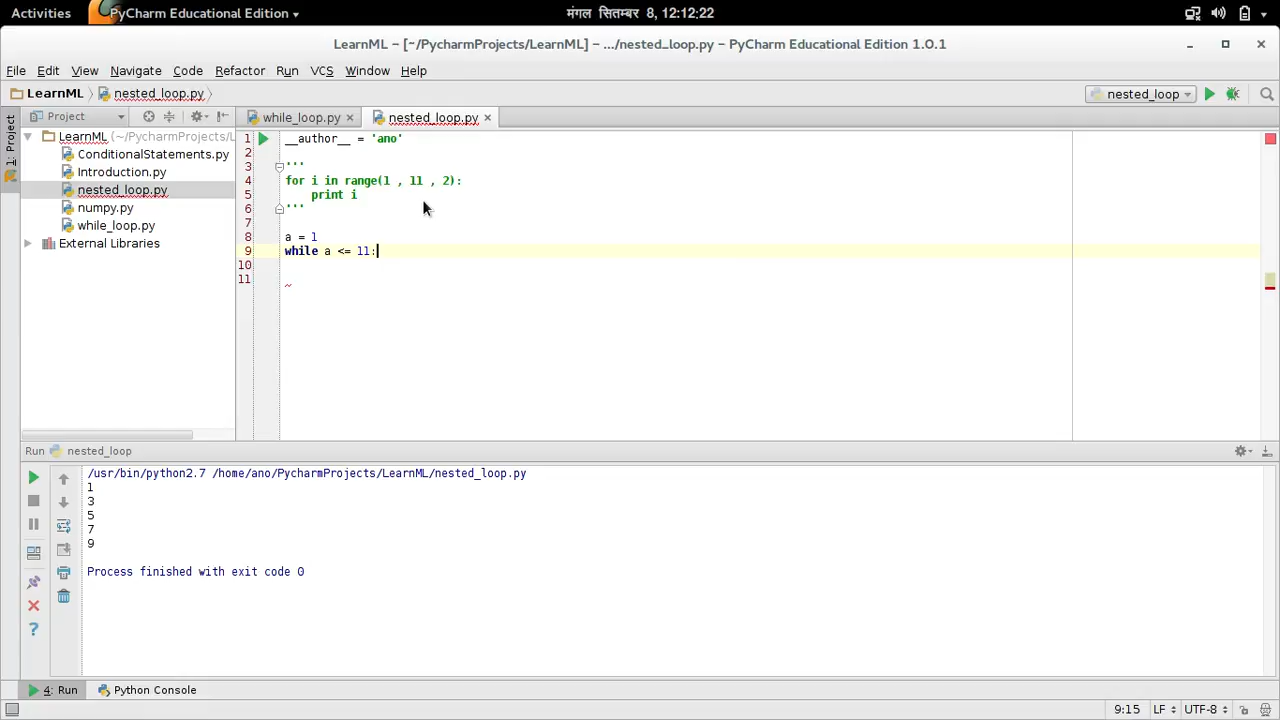 Activities PyCharm Educational Edition मंगल सितम्बर 8, 12:12:22
LearnML – [~/PycharmProjects/LearnML] – .../nested_loop.py – PyCharm Educational Edition 1.0.1
File Edit View Navigate Code Refactor Run VCS Window Help
LearnML nested_loop.py nested_loop
1: Project
Project while_loop.py nested_loop.py
LearnML (~/PycharmProjects/L
ConditionalStatements.py
Introduction.py
nested_loop.py
numpy.py
while_loop.py
External Libraries
1 __author__ = 'ano'
2
3 '''
4 for i in range(1 , 11 , 2):
5 print i
6 '''
7
8 a = 1
9 while a <= 11:
10
11
Run nested_loop
/usr/bin/python2.7 /home/ano/PycharmProjects/LearnML/nested_loop.py
1
3
5
7
9
Process finished with exit code 0
4: Run Python Console
9:15 LF UTF-8